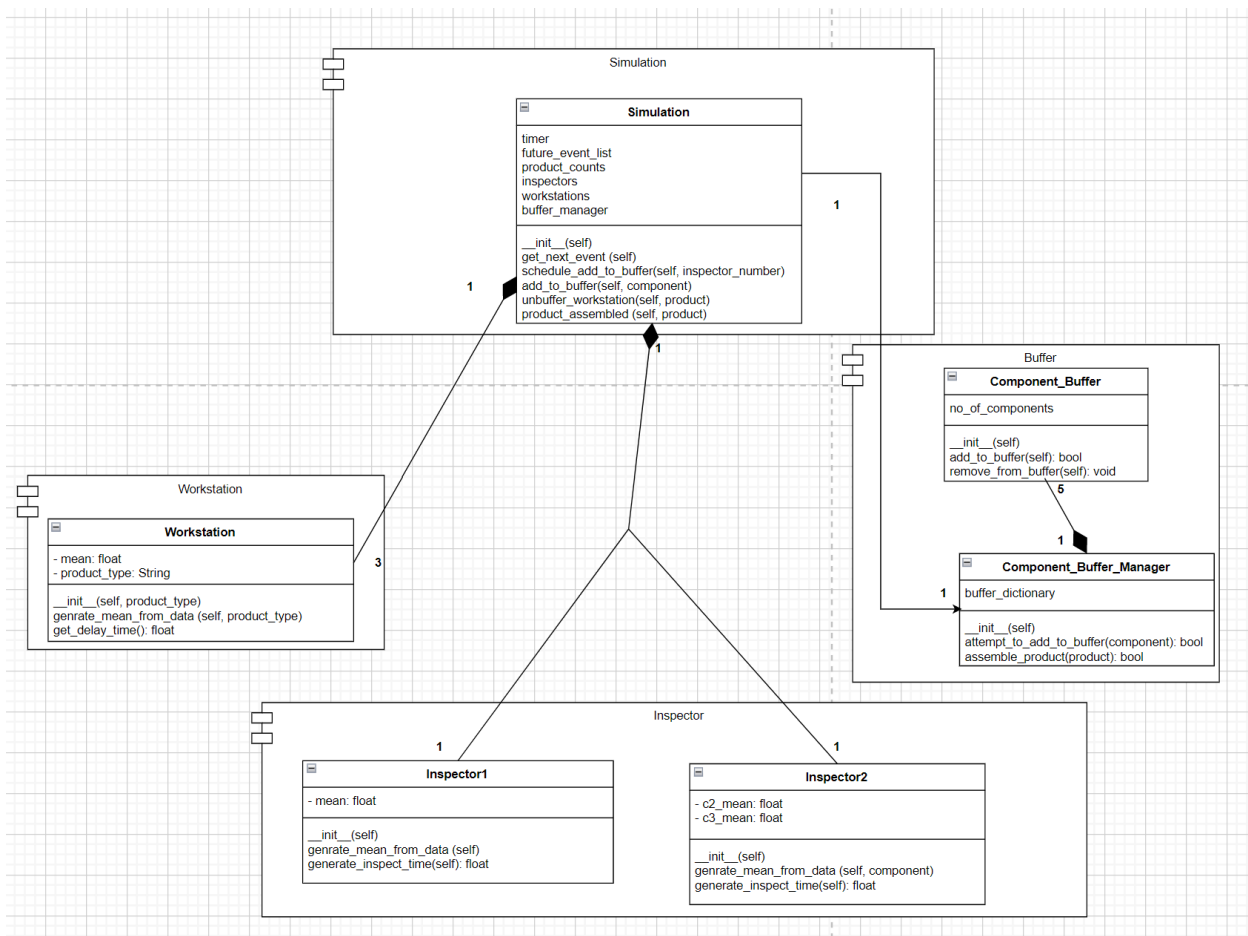 Simulation
Simulation
timer
future_event_list
product_counts
inspectors
workstations
buffer_manager
__init__(self)
get_next_event (self)
schedule_add_to_buffer(self, inspector_number)
add_to_buffer(self, component)
unbuffer_workstation(self, product)
product_assembled (self, product)
1
1
1
Buffer
Component_Buffer
no_of_components
__init__(self)
add_to_buffer(self): bool
remove_from_buffer(self): void
5
1
Component_Buffer_Manager
1
buffer_dictionary
__init__(self)
attempt_to_add_to_buffer(component): bool
assemble_product(product): bool
Workstation
Workstation
- mean: float
- product_type: String
__init__(self, product_type)
genrate_mean_from_data (self, product_type)
get_delay_time(): float
3
Inspector
1
1
Inspector1
- mean: float
__init__(self)
genrate_mean_from_data (self)
generate_inspect_time(self): float
Inspector2
- c2_mean: float
- c3_mean: float
__init__(self)
genrate_mean_from_data (self, component)
generate_inspect_time(self): float